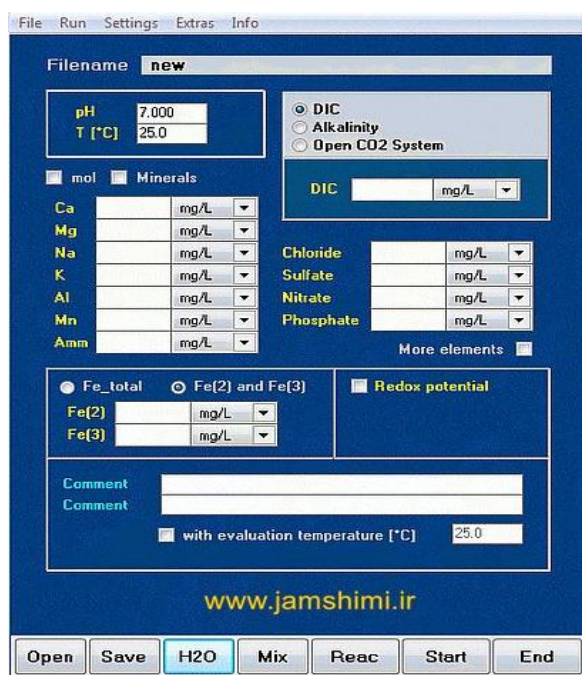 File Run Settings Extras Info
Filename new
pH 7.000
T [°C] 25.0
DIC
Alkalinity
Open CO2 System
mol Minerals
DIC mg/L
Ca mg/L
Mg mg/L
Na mg/L
K mg/L
Al mg/L
Mn mg/L
Amm mg/L
Chloride mg/L
Sulfate mg/L
Nitrate mg/L
Phosphate mg/L
More elements
Fe_total Fe(2) and Fe(3)
Fe(2) mg/L
Fe(3) mg/L
Redox potential
Comment
Comment
with evaluation temperature [°C] 25.0
www.jamshimi.ir
Open Save H2O Mix Reac Start End